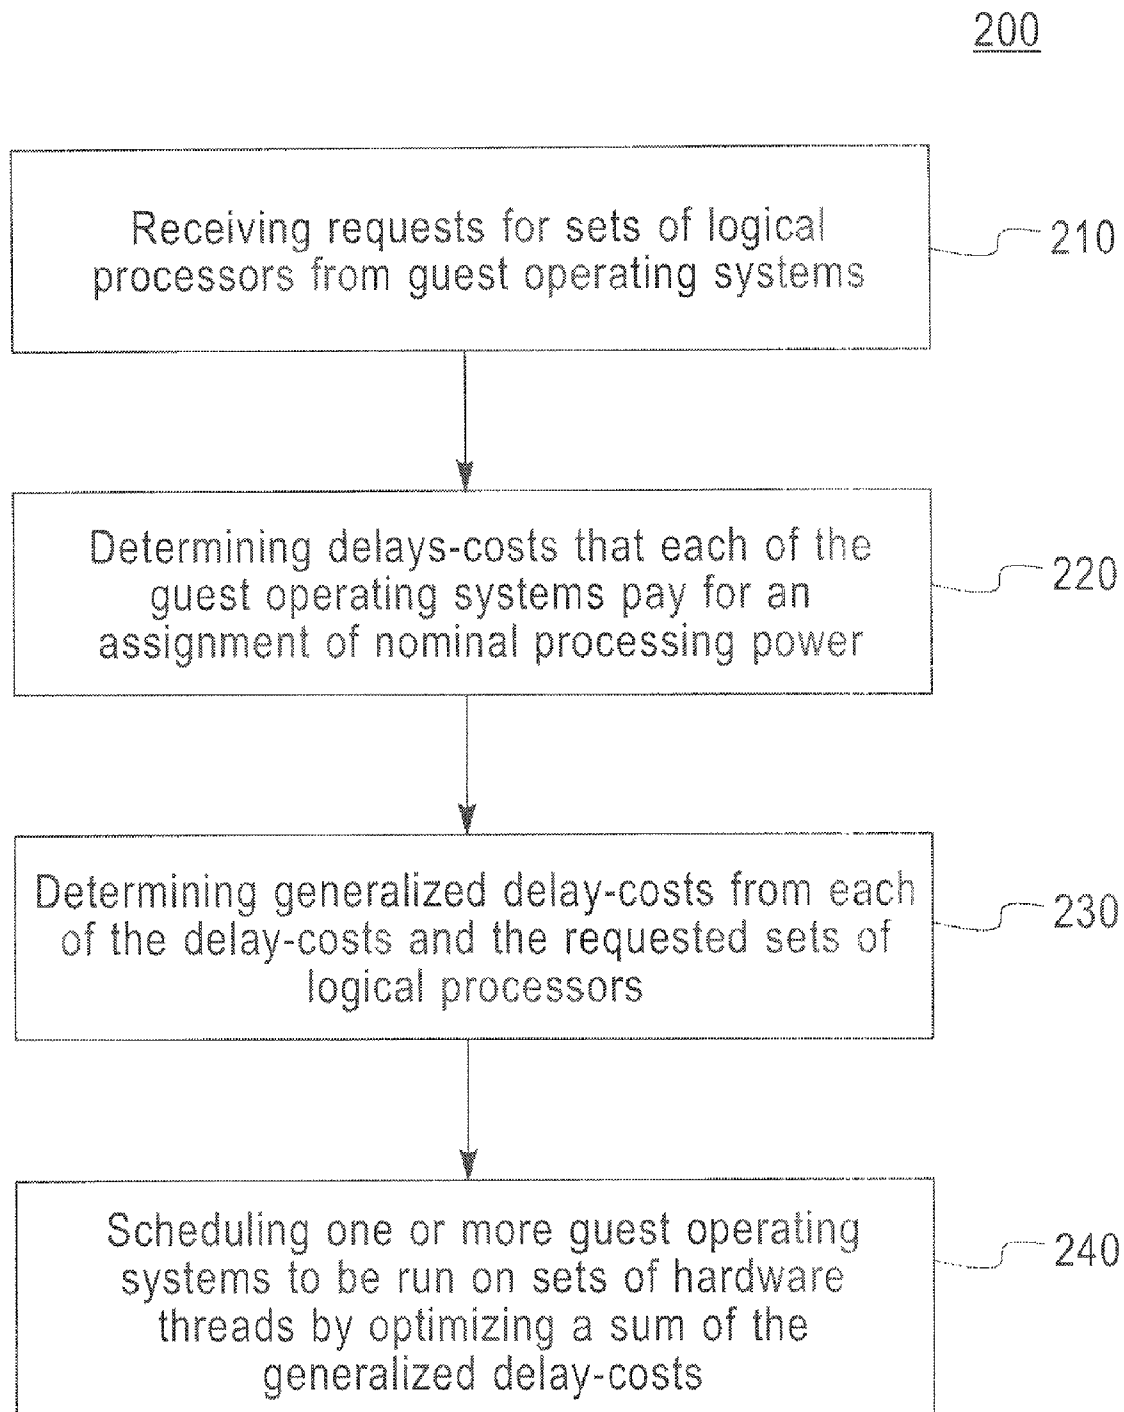 200
Receiving requests for sets of logical
processors from guest operating systems
210
Determining delays-costs that each of the
guest operating systems pay for an
assignment of nominal processing power
220
Determining generalized delay-costs from each
of the delay-costs and the requested sets of
logical processors
230
Scheduling one or more guest operating
systems to be run on sets of hardware
threads by optimizing a sum of the
generalized delay-costs
240